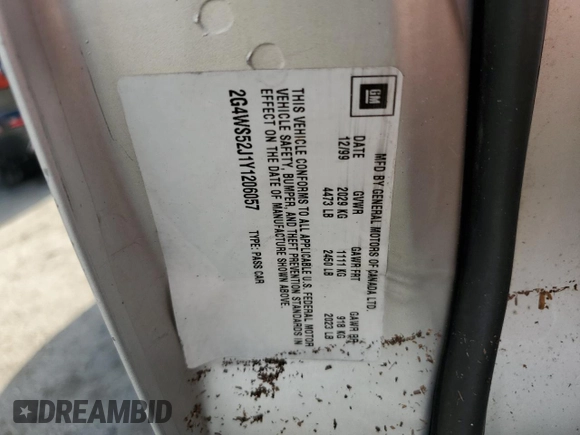 GM
MFD BY GENERAL MOTORS OF CANADA LTD.
DATE GVWR GAWR FRT GAWR RR
12/99 2029 KG 1111 KG 918 KG
4473 LB 2450 LB 2023 LB
THIS VEHICLE CONFORMS TO ALL APPLICABLE U.S. FEDERAL MOTOR
VEHICLE SAFETY, BUMPER, AND THEFT PREVENTION STANDARDS IN
EFFECT ON THE DATE OF MANUFACTURE SHOWN ABOVE.
2G4WS52J1Y1206057 TYPE: PASS CAR
DREAMBID